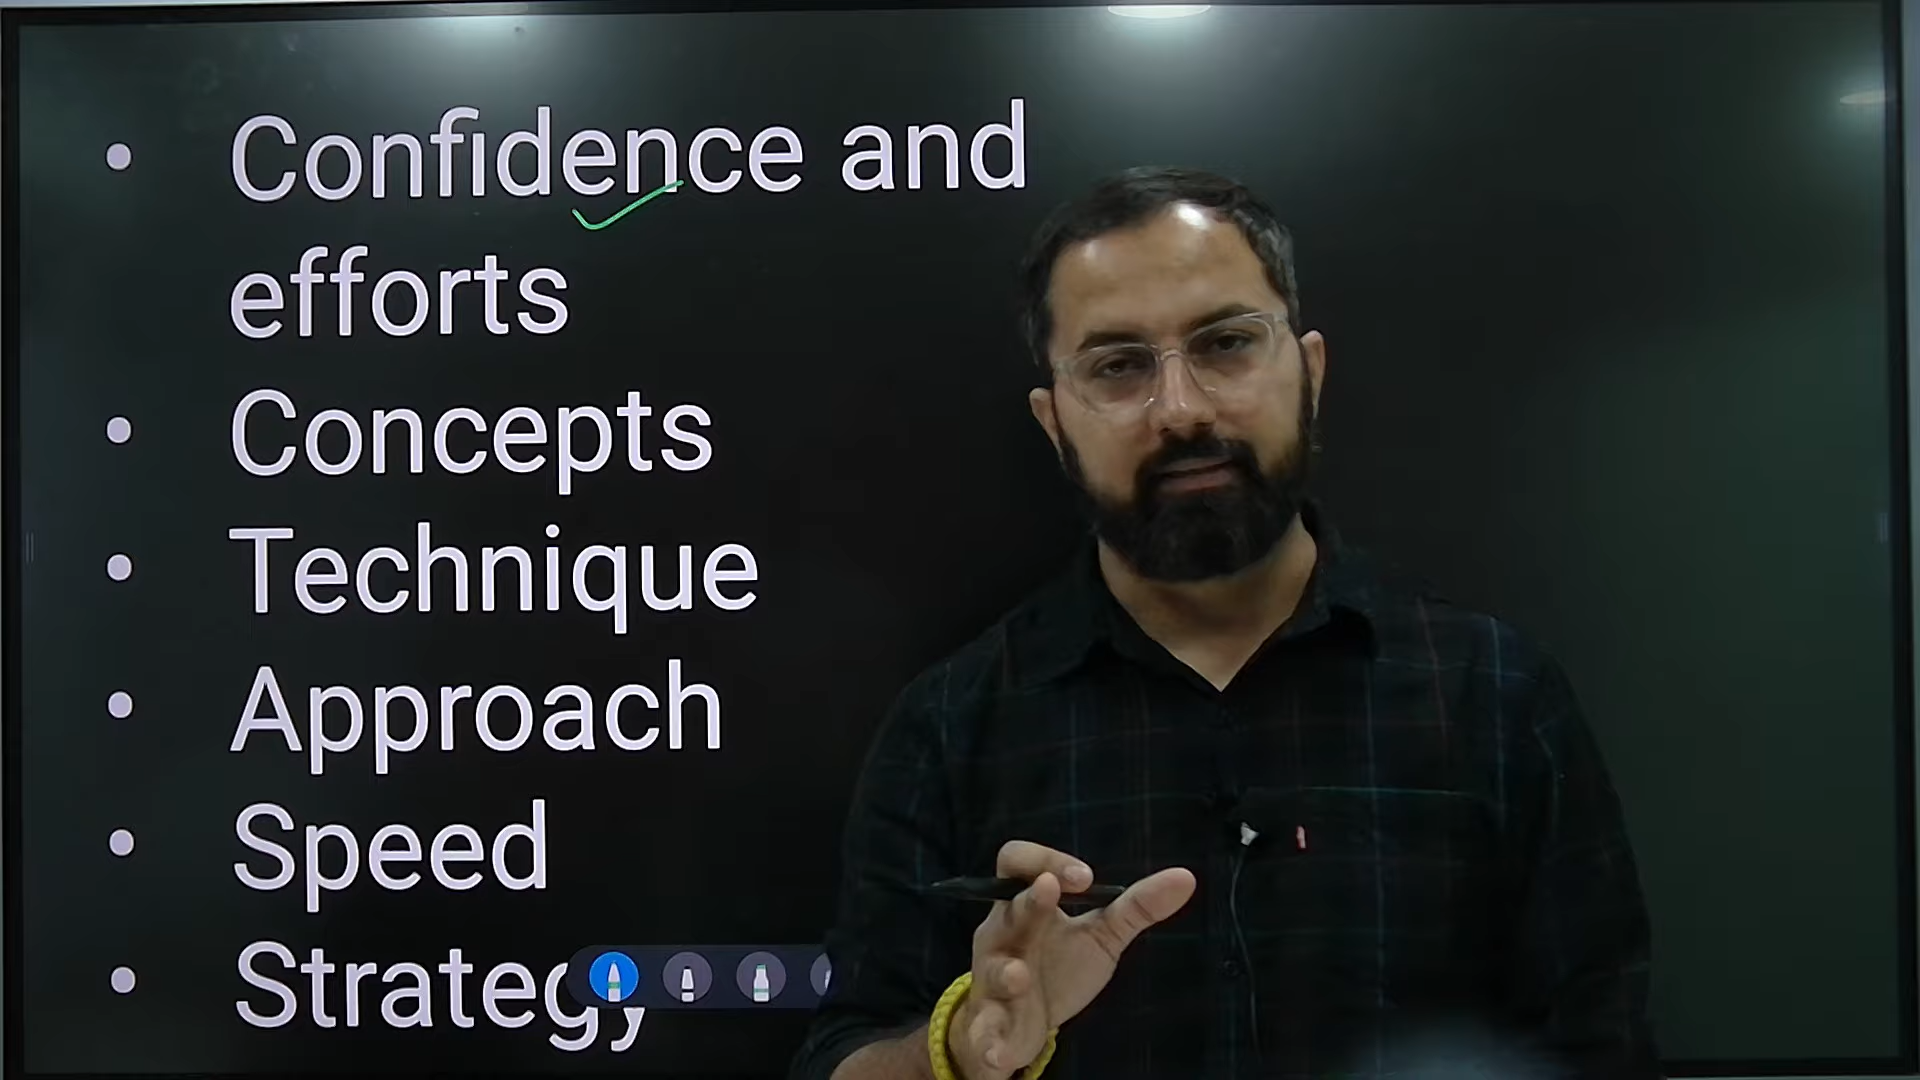 • Confidence and
efforts
• Concepts
• Technique
• Approach
• Speed
• Strategy